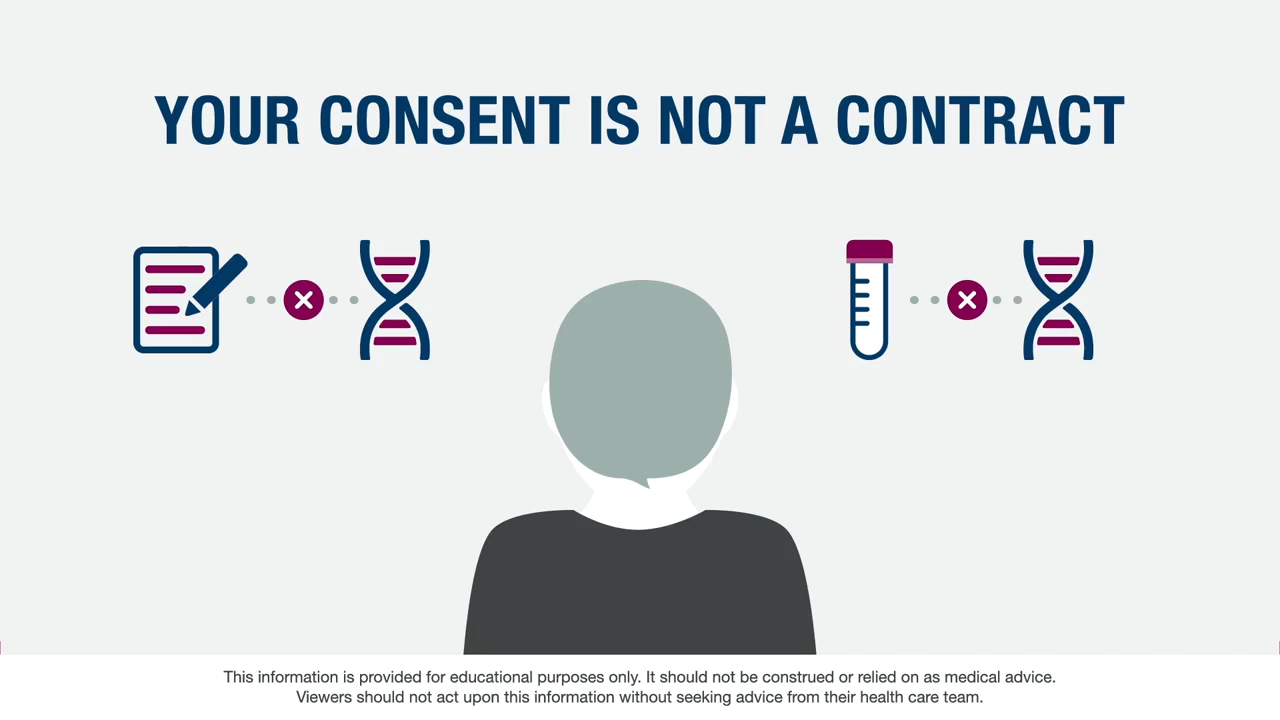 YOUR CONSENT IS NOT A CONTRACT
This information is provided for educational purposes only. It should not be construed or relied on as medical advice.
Viewers should not act upon this information without seeking advice from their health care team.